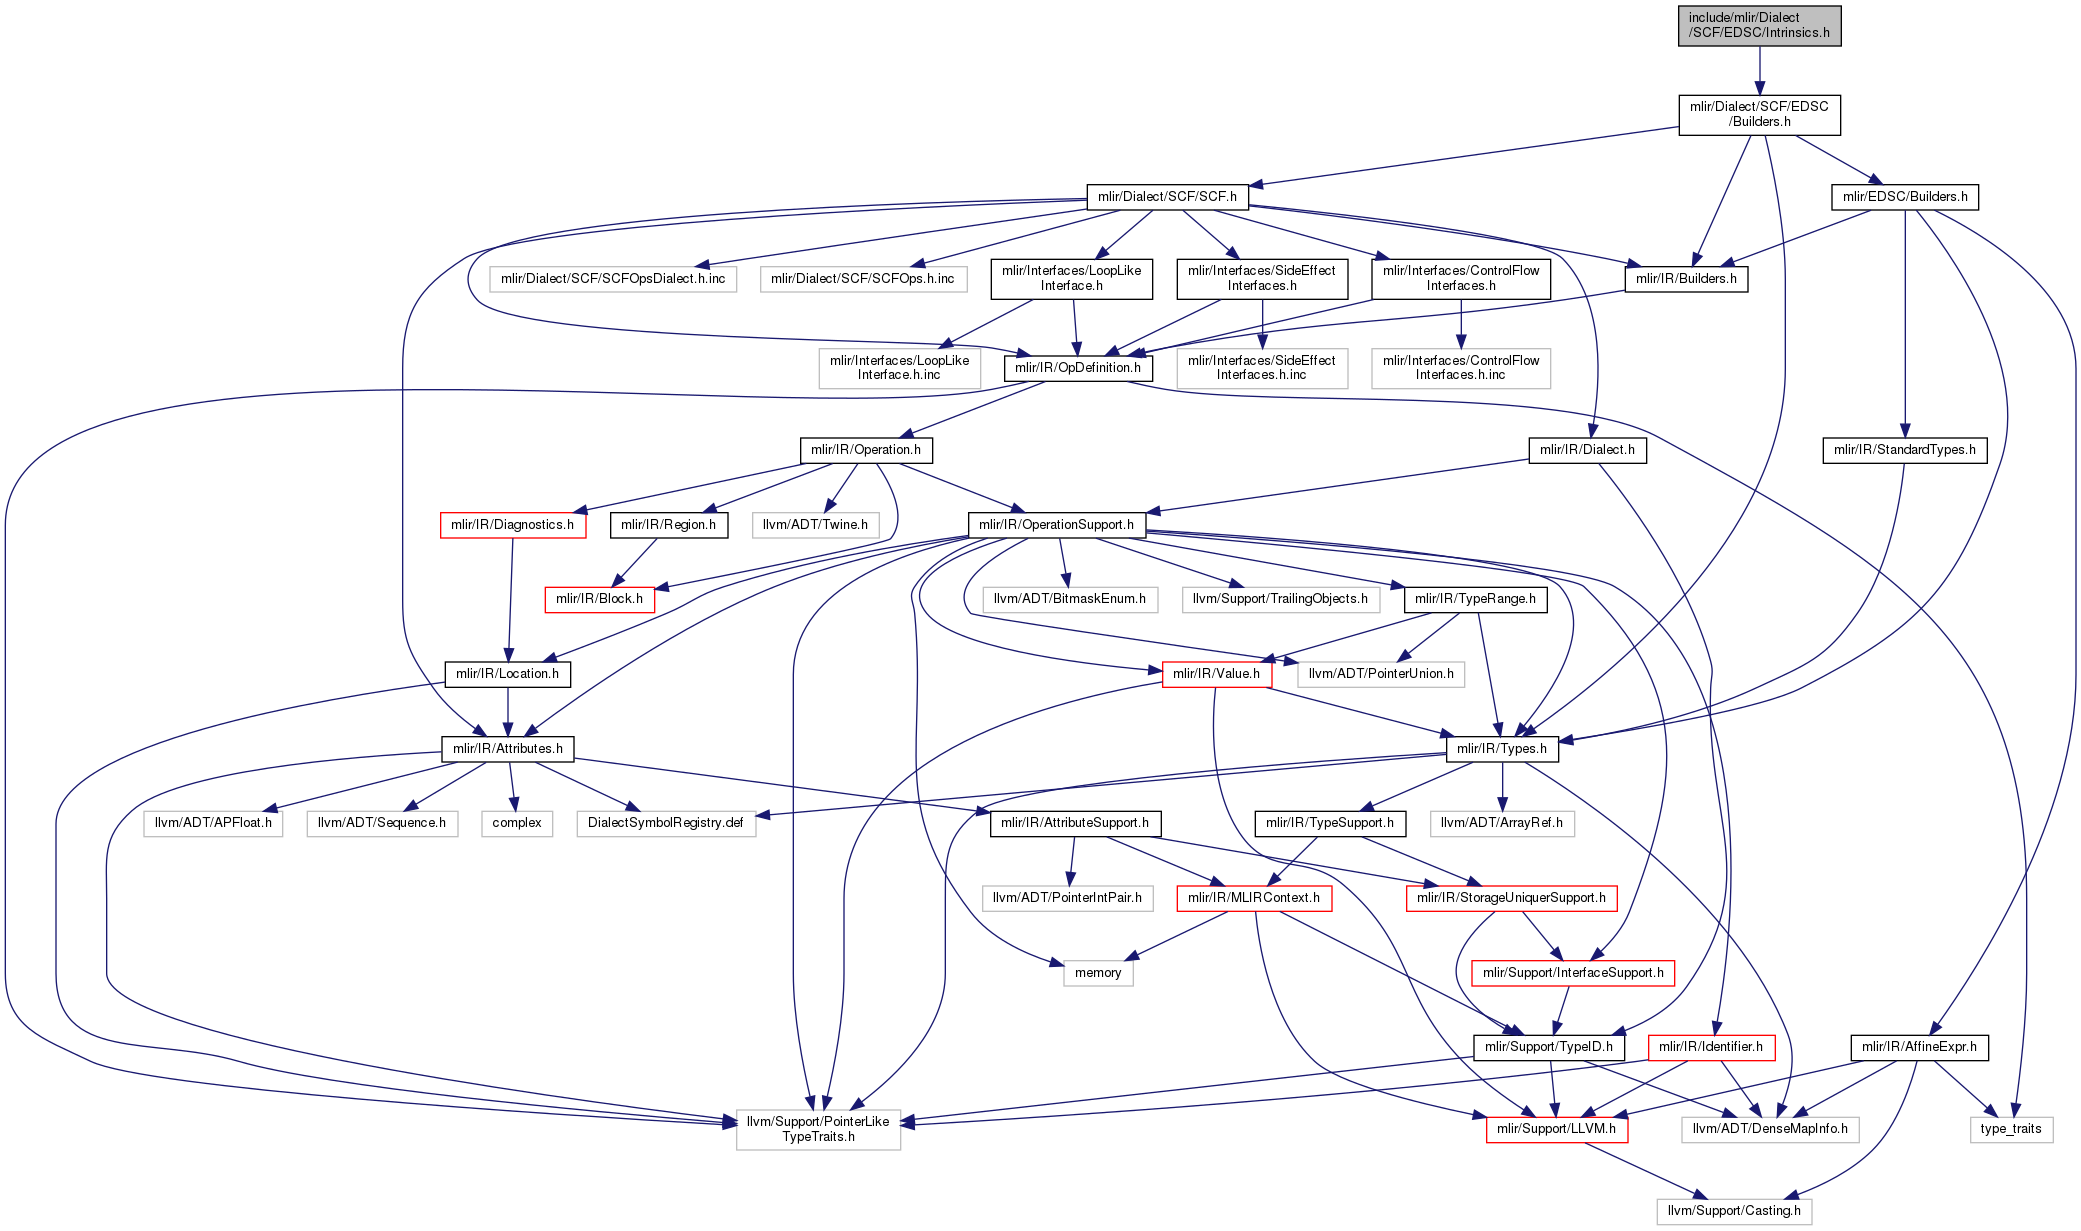 include/mlir/Dialect
/SCF/EDSC/Intrinsics.h
mlir/Dialect/SCF/EDSC
/Builders.h
mlir/Dialect/SCF/SCF.h
mlir/EDSC/Builders.h
mlir/Dialect/SCF/SCFOpsDialect.h.inc
mlir/Dialect/SCF/SCFOps.h.inc
mlir/Interfaces/LoopLike
Interface.h
mlir/Interfaces/SideEffect
Interfaces.h
mlir/Interfaces/ControlFlow
Interfaces.h
mlir/IR/Builders.h
mlir/Interfaces/LoopLike
Interface.h.inc
mlir/IR/OpDefinition.h
mlir/Interfaces/SideEffect
Interfaces.h.inc
mlir/Interfaces/ControlFlow
Interfaces.h.inc
mlir/IR/Operation.h
mlir/IR/Dialect.h
mlir/IR/StandardTypes.h
mlir/IR/Diagnostics.h
mlir/IR/Region.h
llvm/ADT/Twine.h
mlir/IR/OperationSupport.h
mlir/IR/Block.h
llvm/ADT/BitmaskEnum.h
llvm/Support/TrailingObjects.h
mlir/IR/TypeRange.h
mlir/IR/Location.h
mlir/IR/Value.h
llvm/ADT/PointerUnion.h
mlir/IR/Attributes.h
mlir/IR/Types.h
llvm/ADT/APFloat.h
llvm/ADT/Sequence.h
complex
DialectSymbolRegistry.def
mlir/IR/AttributeSupport.h
mlir/IR/TypeSupport.h
llvm/ADT/ArrayRef.h
llvm/ADT/PointerIntPair.h
mlir/IR/MLIRContext.h
mlir/IR/StorageUniquerSupport.h
memory
mlir/Support/InterfaceSupport.h
mlir/Support/TypeID.h
mlir/IR/Identifier.h
mlir/IR/AffineExpr.h
llvm/Support/PointerLike
TypeTraits.h
mlir/Support/LLVM.h
llvm/ADT/DenseMapInfo.h
type_traits
llvm/Support/Casting.h